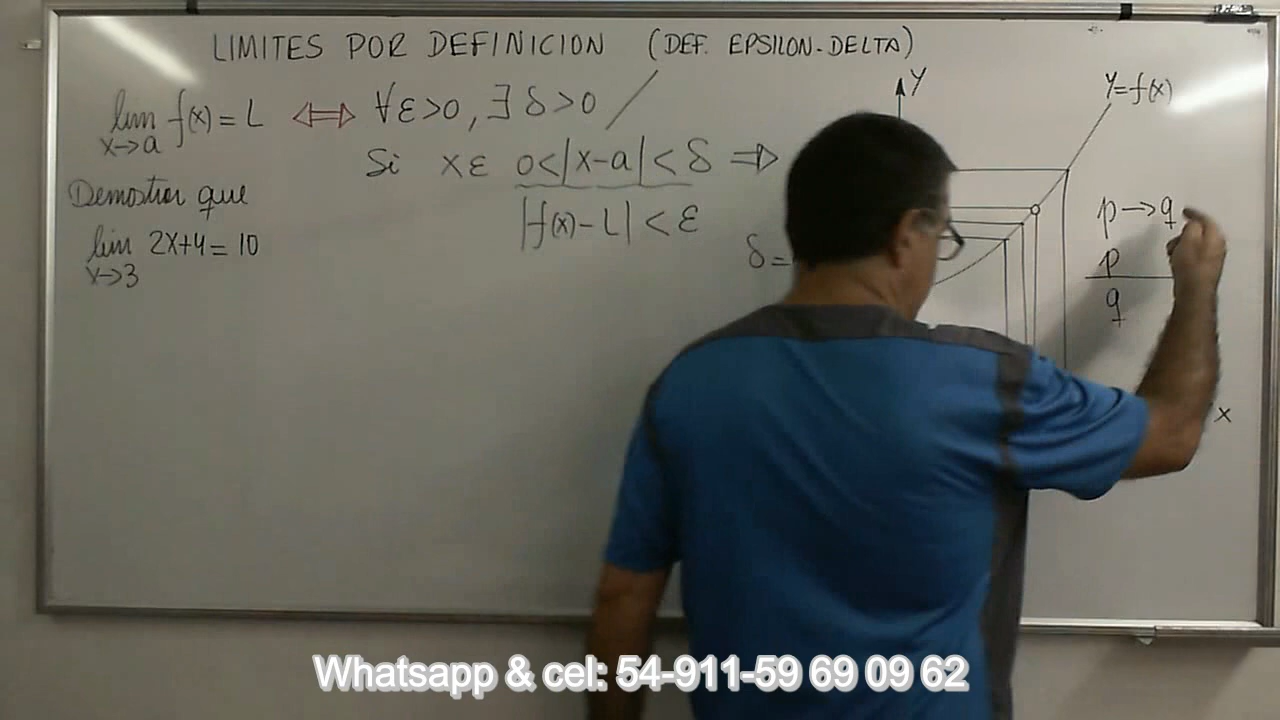 LIMITES POR DEFINICION (DEF. EPSILON-DELTA)
lim f(x) = L ⟺ ∀ε>0, ∃ δ>0 /
x→a
Si x ε 0<|x-a|<δ ⇒
|f(x)-L|<ε
Demostrar que
lim 2x+4=10
x→3
δ=
Y
Y=f(x)
p→q
p
q
x
Whatsapp & cel: 54-911-59 69 09 62